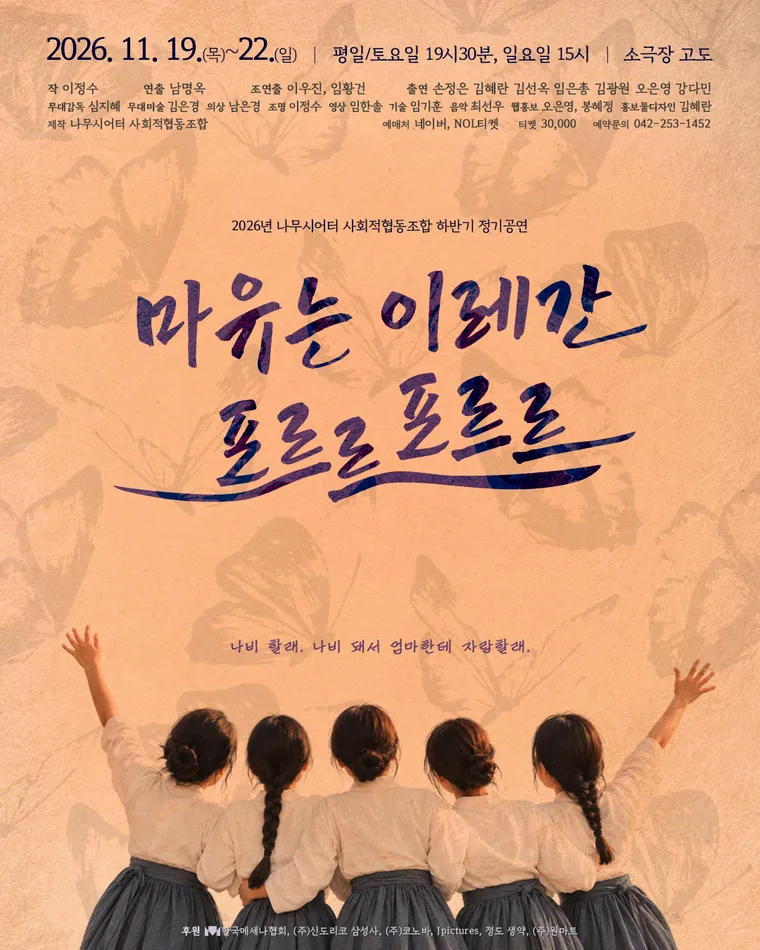 2026. 11. 19.(목)~22.(일) | 평일/토요일 19시30분, 일요일 15시 | 소극장 고도
작 이정수 연출 남명옥 조연출 이우진, 임황건 출연 손정은 김혜란 김선옥 임은총 김광원 오은영 강다민
무대감독 심지혜 무대미술 김은경 의상 남은경 조명 이정수 영상 임한솔 기술 임기훈 음악 최선우 웹홍보 오은영, 봉혜정 홍보물디자인 김혜란
제작 나무시어터 사회적협동조합 예매처 네이버, NOL티켓 티켓 30,000 예약문의 042-253-1452
2026년 나무시어터 사회적협동조합 하반기 정기공연
마유는 이레간
포르르 포르르
나비 할래. 나비 돼서 엄마한테 자랑할래.
후원 한국메세나협회, (주)신도리코 삼성사, (주)코노바, Jpictures, 정도 생약, (주)원마트